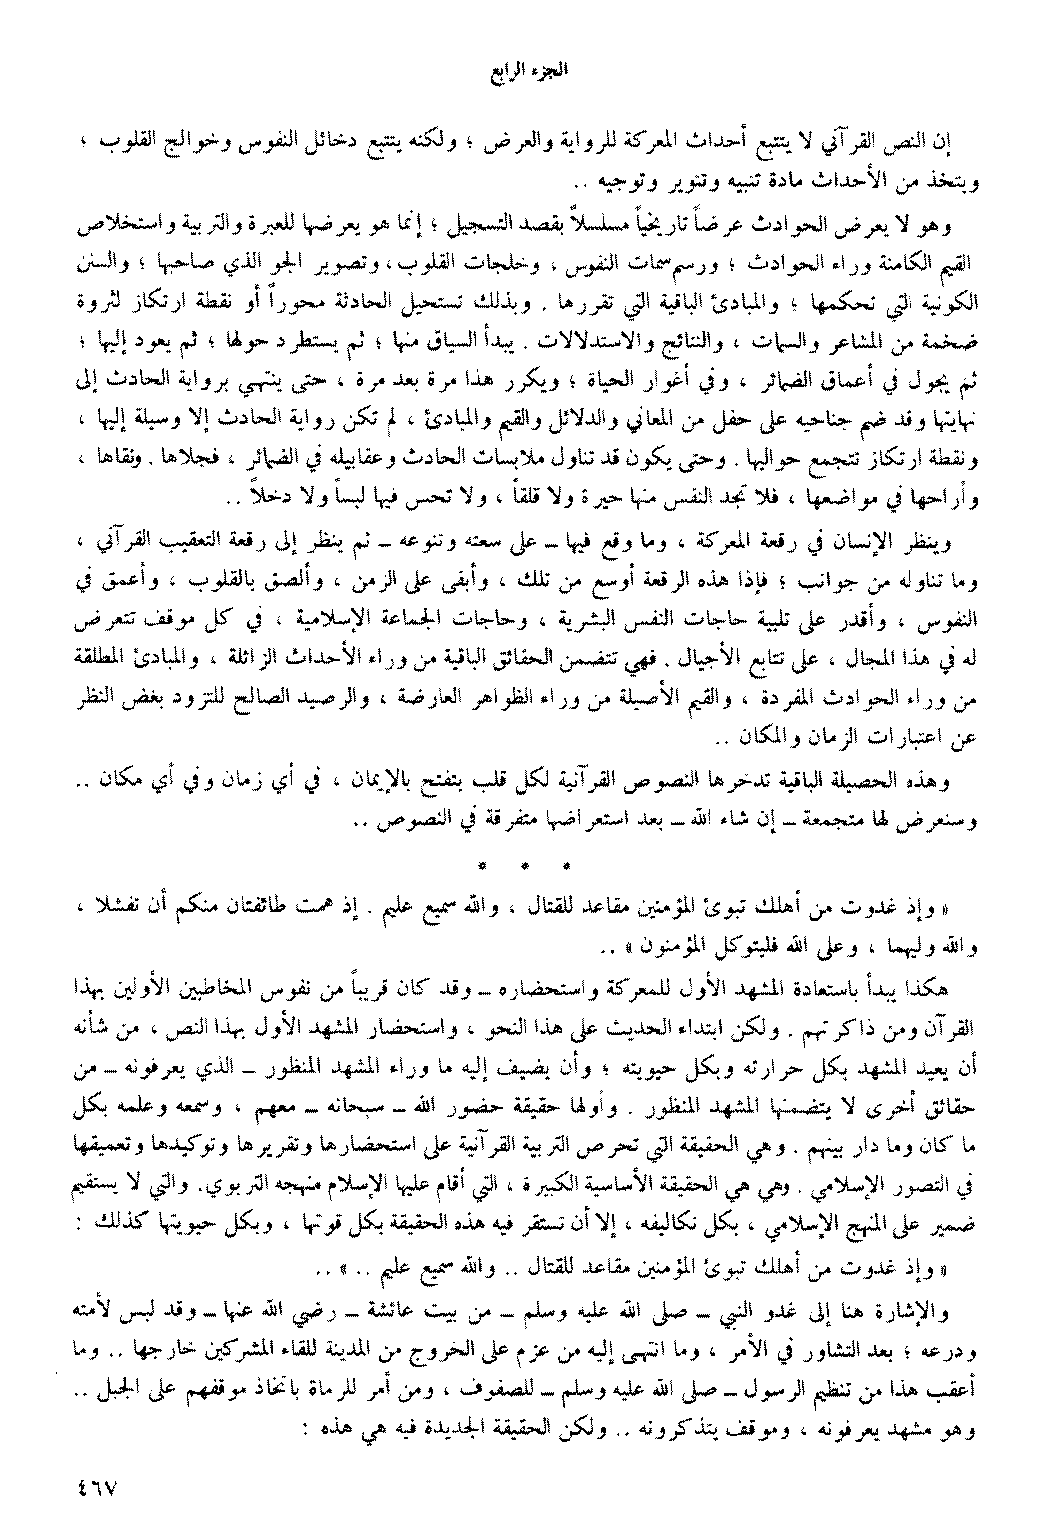 الجزء الرابع
إن النص القرآني لا يتتبع أحداث المعركة للرواية والعرض ؛ ولكنه يتتبع دخائل النفوس وخوالج القلوب ،
ويتخذ من الأحداث مادة تنبيه وتنوير وتوجيه ..
وهو لا يعرض الحوادث عرضاً تاريخياً مسلسلاً بقصد التسجيل ؛ إنما هو يعرضها للعبرة والتربية واستخلاص
القيم الكامنة وراء الحوادث ؛ ورسم سمات النفوس ، وخلجات القلوب ، وتصوير الجو الذي صاحبها ؛ والسنن
الكونية التي تحكمها ؛ والمبادئ الباقية التي تقررها . وبذلك تستحيل الحادثة محوراً أو نقطة ارتكاز لثروة
ضخمة من المشاعر والسمات ، والنتائج والاستدلالات . يبدأ السياق منها ؛ ثم يستطرد حولها ؛ ثم يعود إليها ؛
ثم يجول في أعماق الضمائر ، وفي أغوار الحياة ؛ ويكرر هذا مرة بعد مرة ، حتى ينتهي برواية الحادث إلى
نهايتها وقد ضم جناحيه على حفل من المعاني والدلائل والقيم والمبادئ ، لم تكن رواية الحادث إلا وسيلة إليها ،
ونقطة ارتكاز تتجمع حواليها . وحتى يكون قد تناول ملابسات الحادث وعقابيله في الضمائر ، فجلاها . ونقاها ،
وأراحها في مواضعها ، فلا تجد النفس منها حيرة ولا قلقاً ، ولا تحس فيها لبساً ولا دخلاً ..
وينظر الإنسان في رقعة المعركة ، وما وقع فيها – على سعته وتنوعه – ثم ينظر إلى رقعة التعقيب القرآني ،
وما تناوله من جوانب ؛ فإذا هذه الرقعة أوسع من تلك ، وأبقى على الزمن ، وألصق بالقلوب ، وأعمق في
النفوس ، وأقدر على تلبية حاجات النفس البشرية ، وحاجات الجماعة الإسلامية ، في كل موقف تتعرض
له في هذا المجال ، على تتابع الأجيال . فهي تتضمن الحقائق الباقية من وراء الأحداث الزائلة ، والمبادئ المطلقة
من وراء الحوادث المفردة ، والقيم الأصيلة من وراء الظواهر العارضة ، والرصيد الصالح للتزود بغض النظر
عن اعتبارات الزمان والمكان ..
وهذه الحصيلة الباقية تدخرها النصوص القرآنية لكل قلب يتفتح بالإيمان ، في أي زمان وفي أي مكان ..
وسنعرض لها متجمعة – إن شاء الله – بعد استعراضها متفرقة في النصوص ..
* * *
« وإذ غدوت من أهلك تبوئ المؤمنين مقاعد للقتال ، والله سميع عليم . إذ همت طائفتان منكم أن تفشلا ،
والله وليهما ، وعلى الله فليتوكل المؤمنون » ..
هكذا يبدأ باستعادة المشهد الأول للمعركة واستحضاره – وقد كان قريباً من نفوس المخاطبين الأولين بهذا
القرآن ومن ذاكرتهم . ولكن ابتداء الحديث على هذا النحو ، واستحضار المشهد الأول بهذا النص ، من شأنه
أن يعيد المشهد بكل حرارته وبكل حيويته ؛ وأن يضيف إليه ما وراء المشهد المنظور – الذي يعرفونه – من
حقائق أخرى لا يتضمنها المشهد المنظور . وأولها حقيقة حضور الله – سبحانه – معهم ، وسمعه وعلمه بكل
ما كان وما دار بينهم . وهي الحقيقة التي تحرص التربية القرآنية على استحضارها وتقريرها وتوكيدها وتعميقها
في التصور الإسلامي . وهي هي الحقيقة الأساسية الكبيرة ، التي أقام عليها الإسلام منهجه التربوي. والتي لا يستقيم
ضمير على المنهج الإسلامي ، بكل تكاليفه ، إلا أن تستقر فيه هذه الحقيقة بكل قوتها ، وبكل حيويتها كذلك :
« وإذ غدوت من أهلك تبوئ المؤمنين مقاعد للقتال .. والله سميع عليم .. » ..
والإشارة هنا إلى غدو النبي – صلى الله عليه وسلم – من بيت عائشة – رضي الله عنها – وقد لبس لأمته
ودرعه ؛ بعد التشاور في الأمر ، وما انتهى إليه من عزم على الخروج من المدينة للقاء المشركين خارجها .. وما
أعقب هذا من تنظيم الرسول – صلى الله عليه وسلم – للصفوف ، ومن أمر للرماة باتخاذ موقفهم على الجبل ..
وهو مشهد يعرفونه ، وموقف يتذكرونه .. ولكن الحقيقة الجديدة فيه هي هذه :
٤٦٧